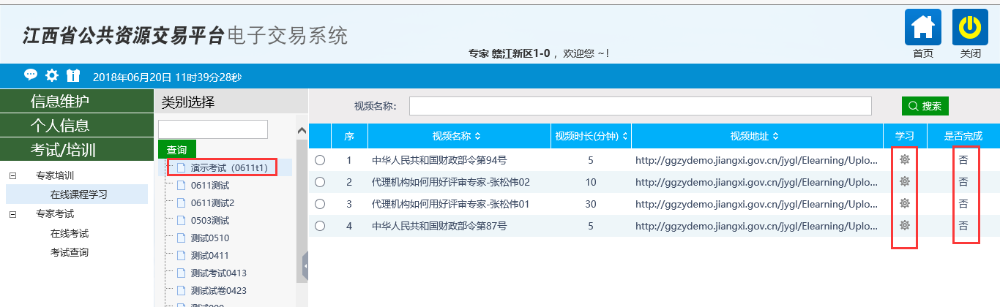 江西省公共资源交易平台电子交易系统
专家 赣江新区1-0 ，欢迎您 ~!
首页
关闭
2018年06月20日 11时39分28秒
信息维护
个人信息
考试/培训
专家培训
在线课程学习
专家考试
在线考试
考试查询
类别选择
查询
演示考试（0611t1）
0611测试
0611测试2
0503测试
测试0510
测试0411
测试考试0413
测试试卷0423
视频名称：
搜索
序 视频名称 视频时长(分钟) 视频地址 学习 是否完成
1 中华人民共和国财政部令第94号 5 http://ggzydemo.jiangxi.gov.cn/jygl/Elearning/Uplo... 否
2 代理机构如何用好评审专家-张松伟02 10 http://ggzydemo.jiangxi.gov.cn/jygl/Elearning/Uplo... 否
3 代理机构如何用好评审专家-张松伟01 30 http://ggzydemo.jiangxi.gov.cn/jygl/Elearning/Uplo... 否
4 中华人民共和国财政部令第87号 5 http://ggzydemo.jiangxi.gov.cn/jygl/Elearning/Uplo... 否